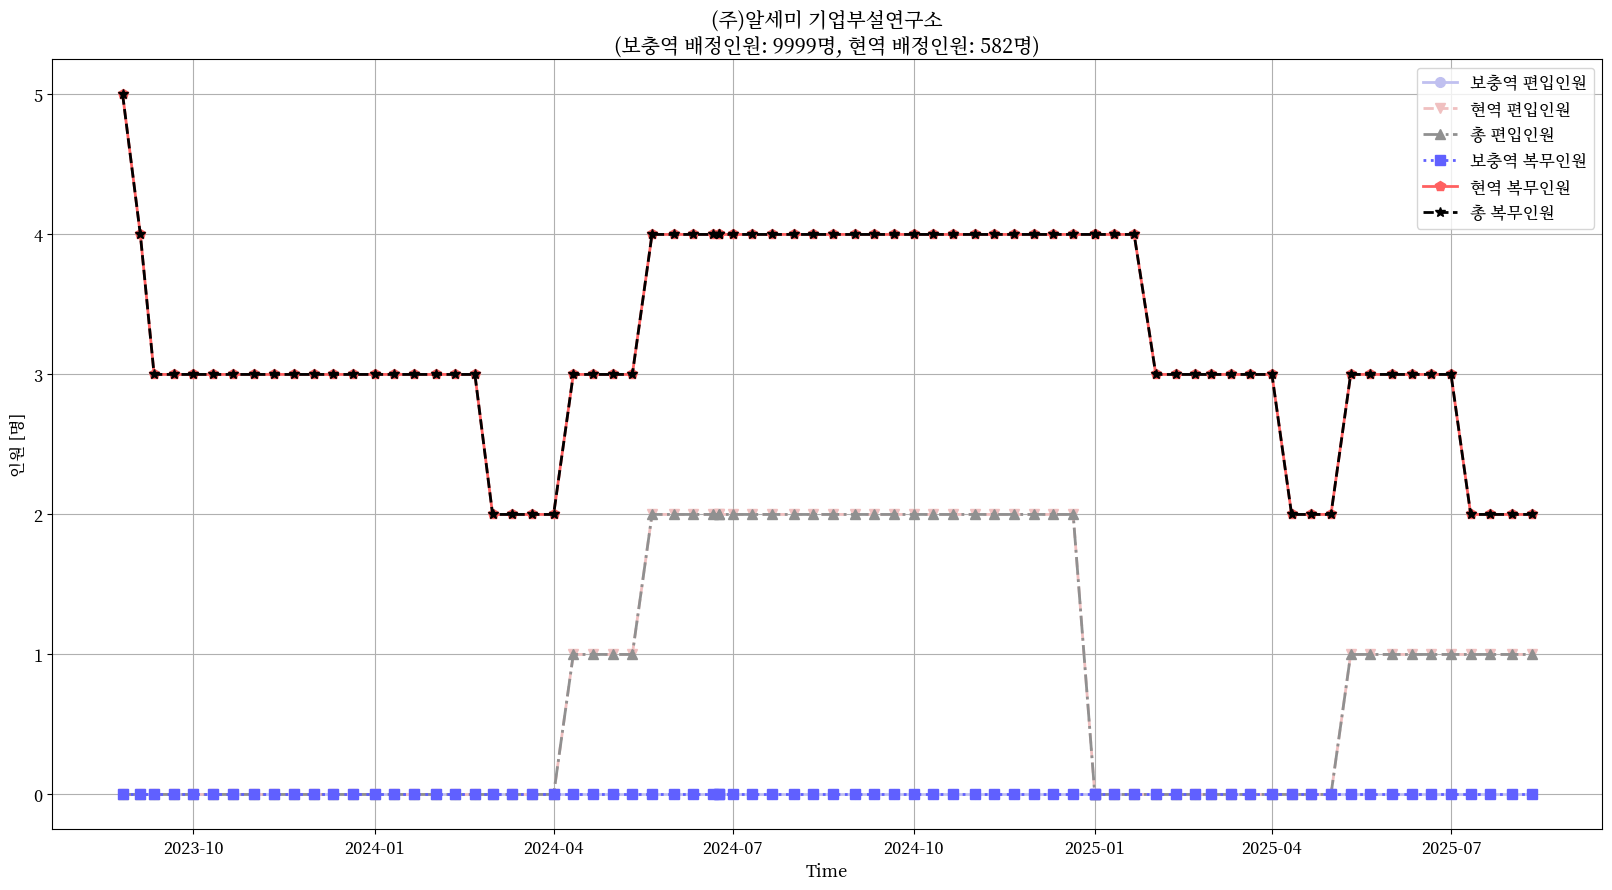 (주)알세미 기업부설연구소
(보충역 배정인원: 9999명, 현역 배정인원: 582명)
보충역 편입인원
현역 편입인원
총 편입인원
보충역 복무인원
현역 복무인원
총 복무인원
인원 [명]
5
4
3
2
1
0
2023-10
2024-01
2024-04
2024-07
2024-10
2025-01
2025-04
2025-07
Time